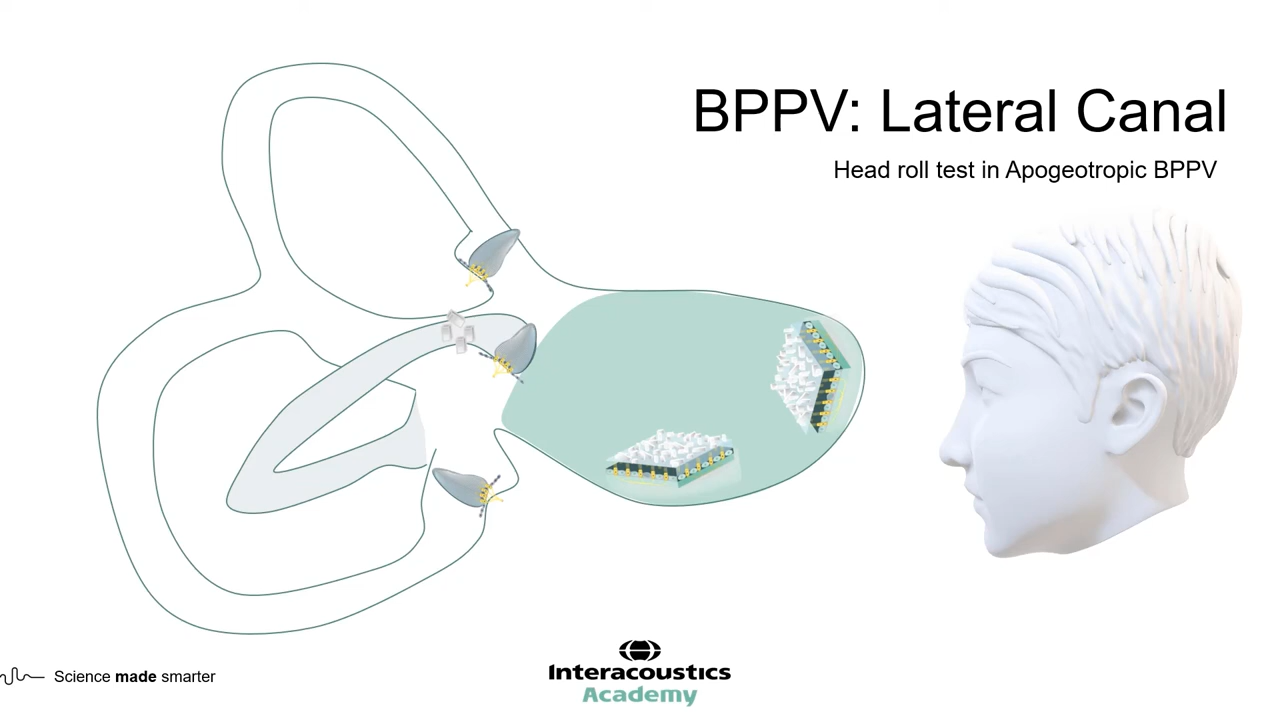 BPPV: Lateral Canal
Head roll test in Apogeotropic BPPV
Science made smarter
Interacoustics
Academy